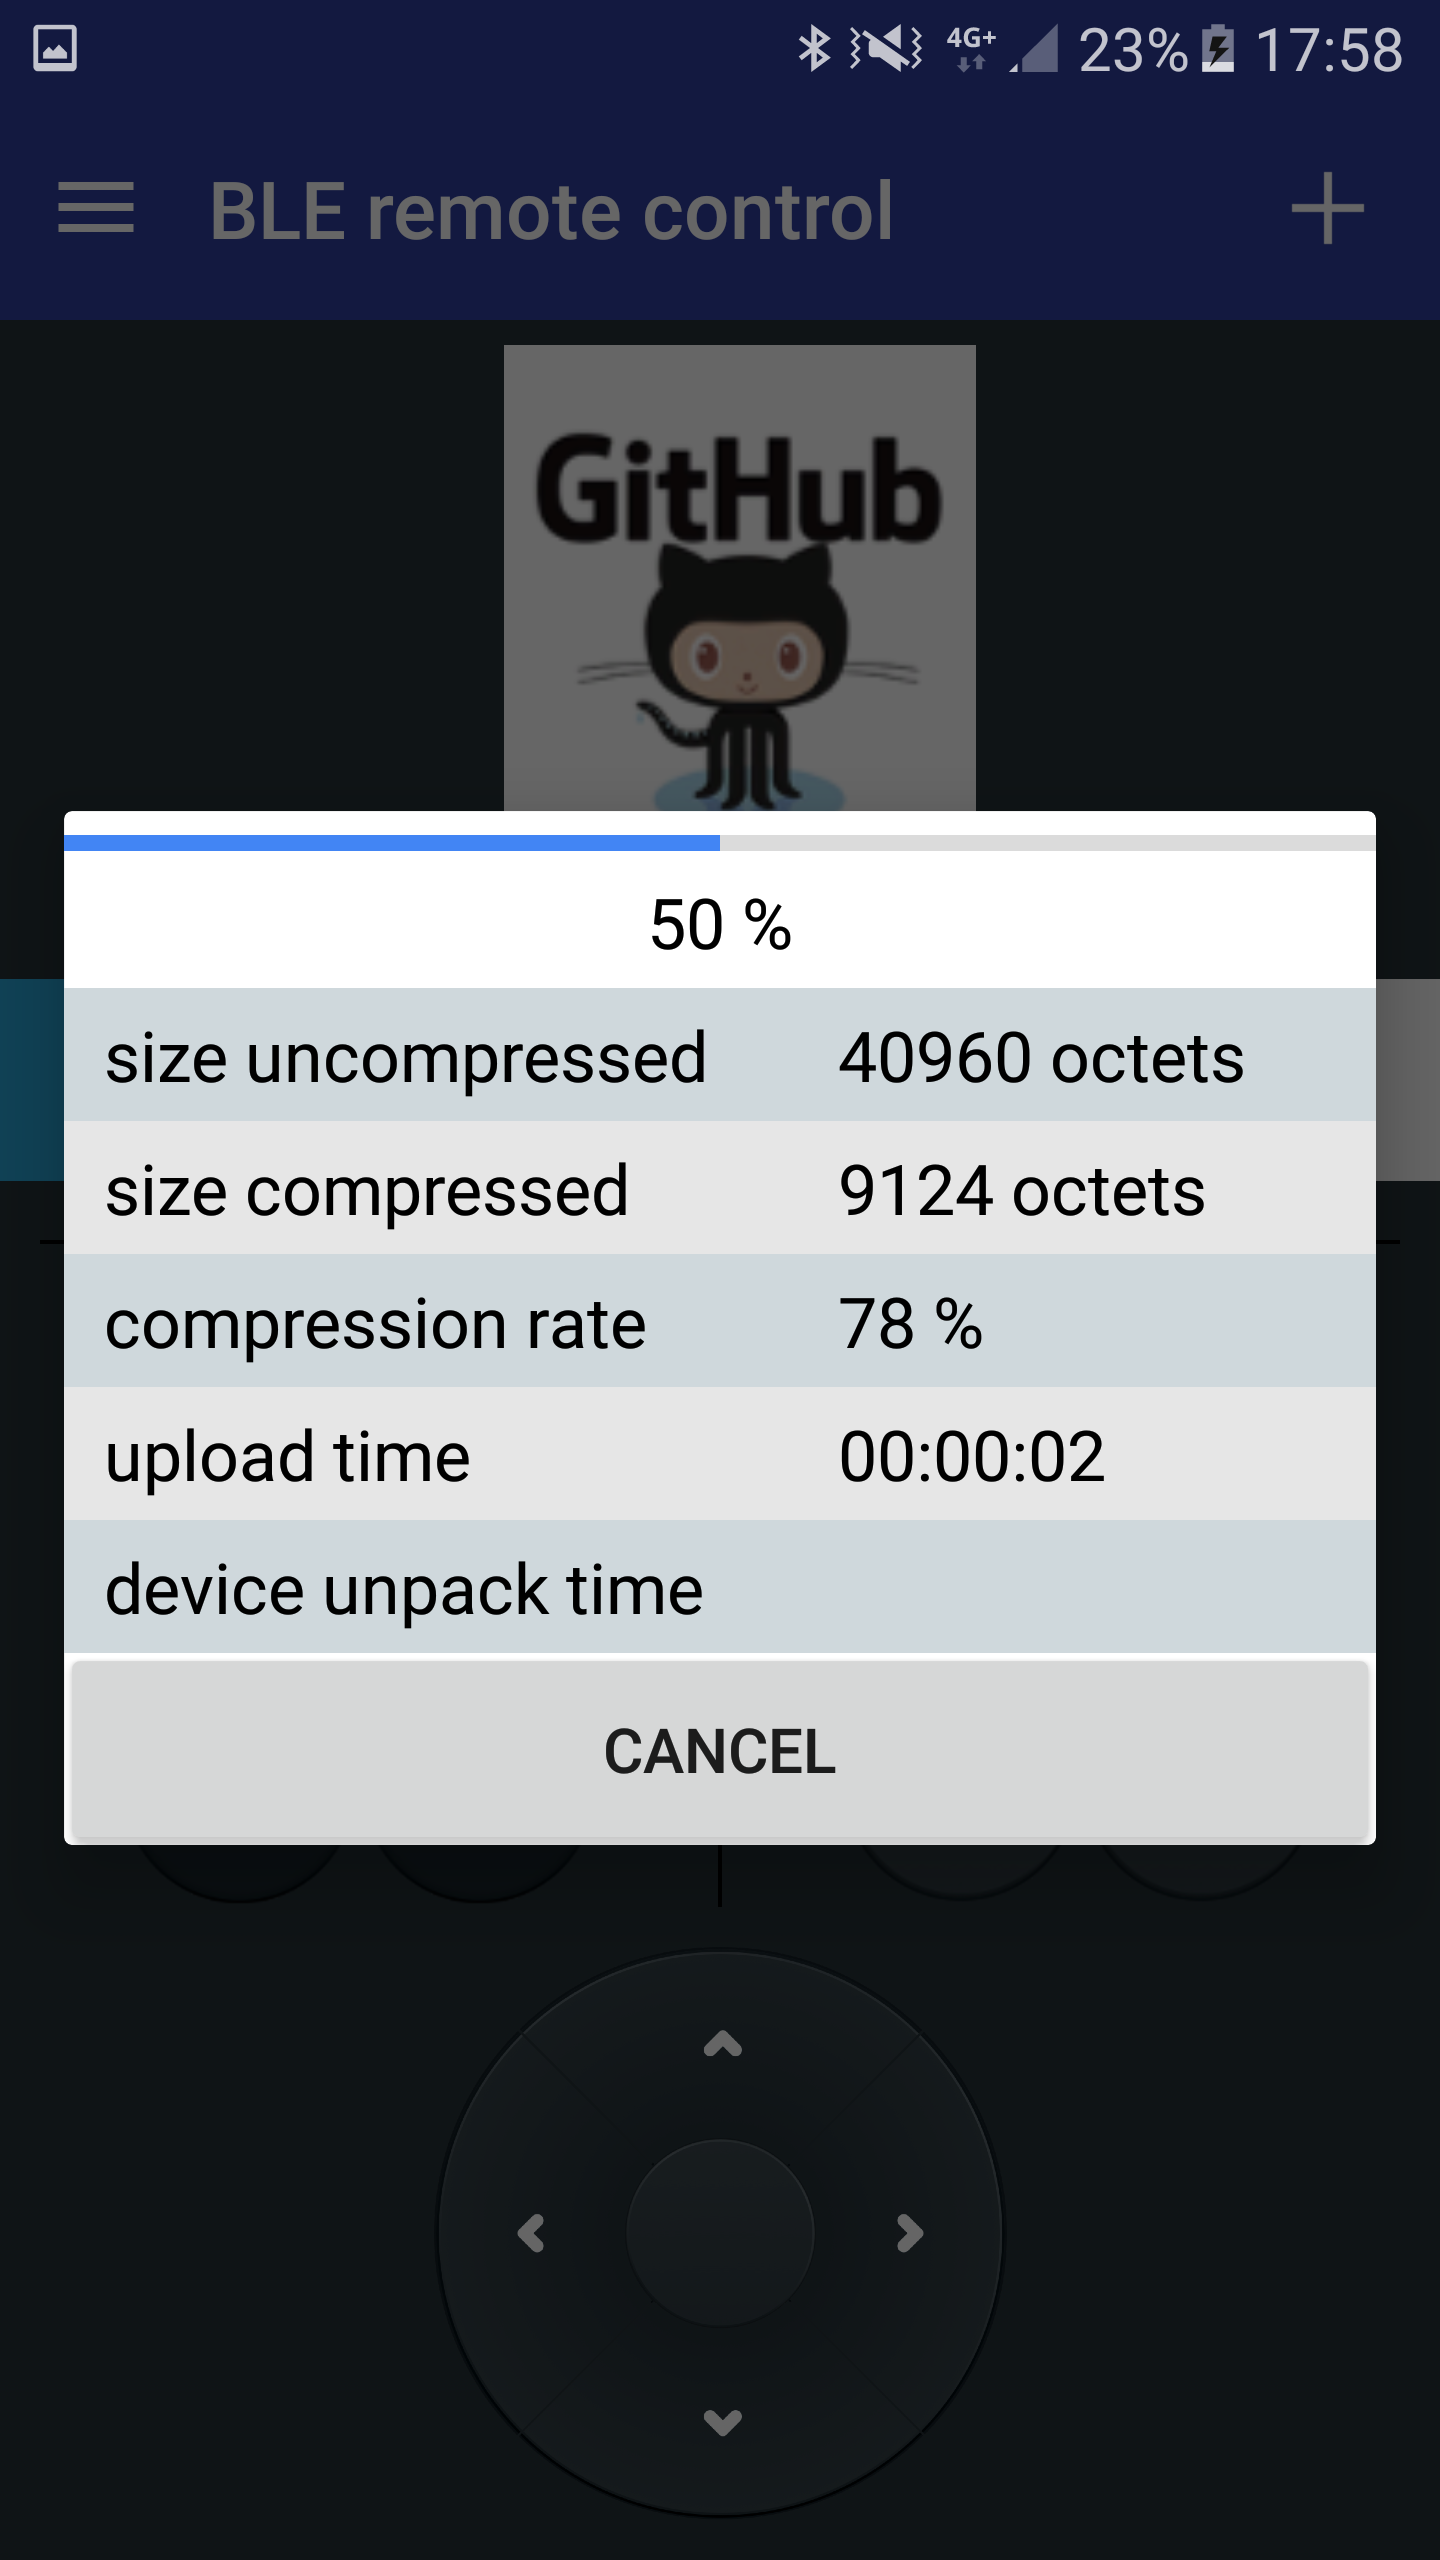 4G+ 23% 17:58
BLE remote control
GitHub
50 %
size uncompressed 40960 octets
size compressed 9124 octets
compression rate 78 %
upload time 00:00:02
device unpack time
CANCEL